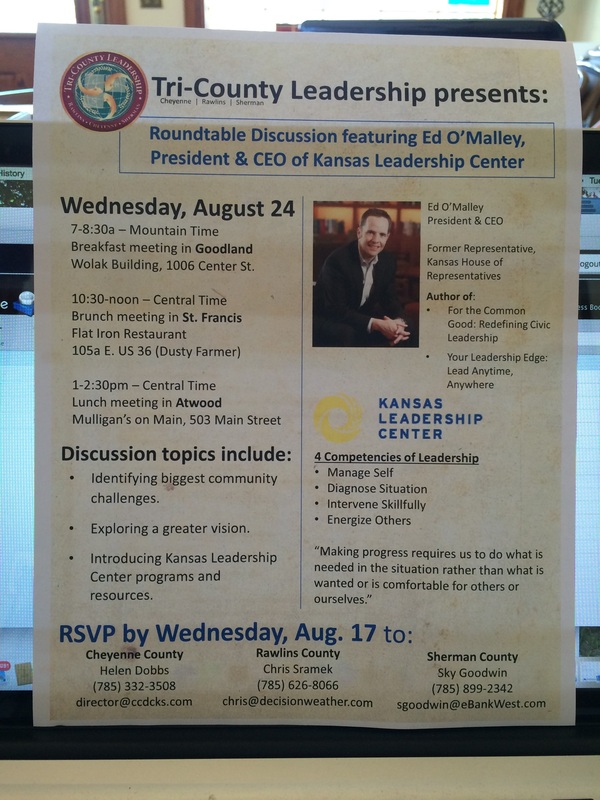 History
Tri-County Leadership presents:
Cheyenne | Rawlins | Sherman
TRI-COUNTY LEADERSHIP
RAWLINS • CHEYENNE • SHERMAN
Roundtable Discussion featuring Ed O’Malley,
President & CEO of Kansas Leadership Center
Wednesday, August 24
7-8:30a – Mountain Time
Breakfast meeting in Goodland
Wolak Building, 1006 Center St.
10:30-noon – Central Time
Brunch meeting in St. Francis
Flat Iron Restaurant
105a E. US 36 (Dusty Farmer)
1-2:30pm – Central Time
Lunch meeting in Atwood
Mulligan’s on Main, 503 Main Street
Discussion topics include:
• Identifying biggest community
challenges.
• Exploring a greater vision.
• Introducing Kansas Leadership
Center programs and
resources.
Ed O’Malley
President & CEO
Former Representative,
Kansas House of
Representatives
Author of:
• For the Common
Good: Redefining Civic
Leadership
• Your Leadership Edge:
Lead Anytime,
Anywhere
KANSAS
LEADERSHIP
CENTER
4 Competencies of Leadership
• Manage Self
• Diagnose Situation
• Intervene Skillfully
• Energize Others
“Making progress requires us to do what is
needed in the situation rather than what is
wanted or is comfortable for others or
ourselves.”
RSVP by Wednesday, Aug. 17 to:
Cheyenne County
Helen Dobbs
(785) 332-3508
director@ccdcks.com
Rawlins County
Chris Sramek
(785) 626-8066
chris@decisionweather.com
Sherman County
Sky Goodwin
(785) 899-2342
sgoodwin@eBankWest.com